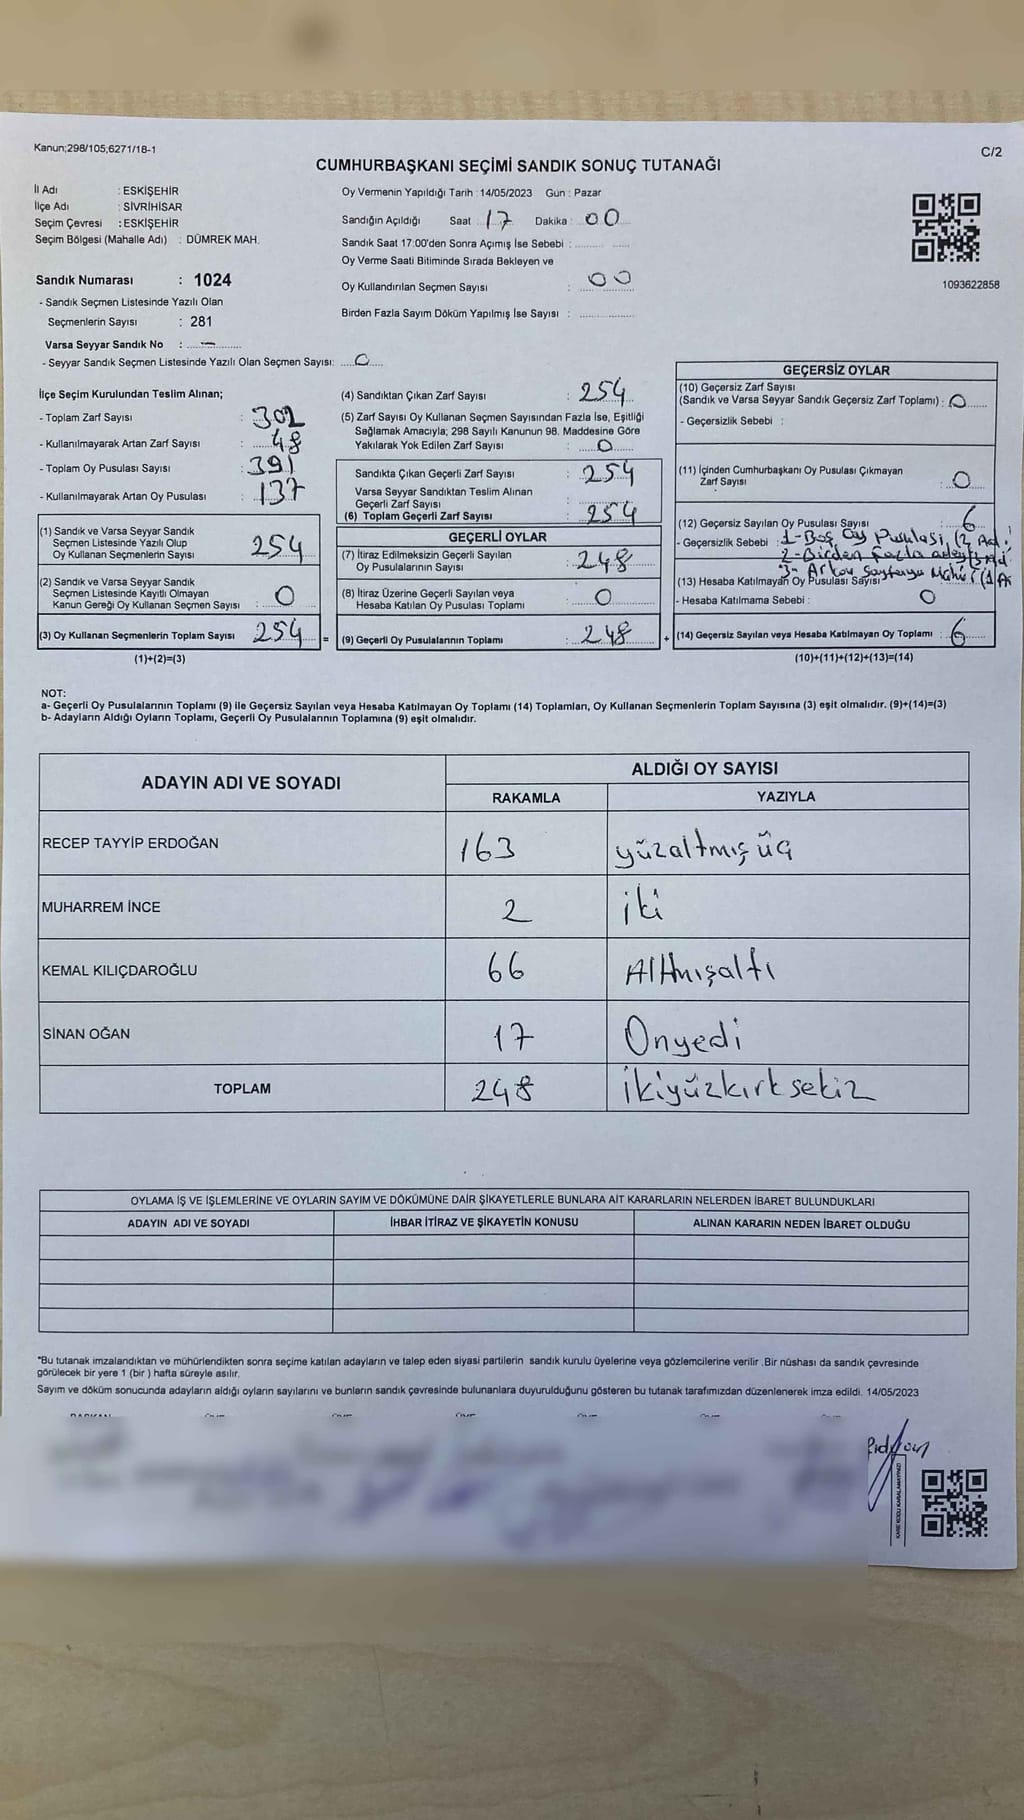 Kanun;298/105,6271/18-1
C/2
CUMHURBAŞKANI SEÇİMİ SANDIK SONUÇ TUTANAĞI
İl Adı : ESKİŞEHİR
İlçe Adı : SİVRİHİSAR
Seçim Çevresi : ESKİŞEHİR
Seçim Bölgesi (Mahalle Adı) : DÜMREK MAH.
Oy Vermenin Yapıldığı Tarih : 14/05/2023 Gün : Pazar
Sandığın Açıldığı Saat 17 Dakika : 00
Sandık Saat 17:00'den Sonra Açımış İse Sebebi :
Oy Verme Saati Bitiminde Sırada Bekleyen ve
Oy Kullandırılan Seçmen Sayısı : 00
Birden Fazla Sayım Döküm Yapılmış İse Sayısı :
1093622858
Sandık Numarası : 1024
- Sandık Seçmen Listesinde Yazılı Olan
Seçmenlerin Sayısı : 281
Varsa Seyyar Sandık No : —
- Seyyar Sandık Seçmen Listesinde Yazılı Olan Seçmen Sayısı: 0
İlçe Seçim Kurulundan Teslim Alınan;
- Toplam Zarf Sayısı : 302
- Kullanılmayarak Artan Zarf Sayısı : 48
- Toplam Oy Pusulası Sayısı : 391
- Kullanılmayarak Artan Oy Pusulası : 137
(1) Sandık ve Varsa Seyyar Sandık
Seçmen Listesinde Yazılı Olup
Oy Kullanan Seçmenlerin Sayısı : 254
(2) Sandık ve Varsa Seyyar Sandık
Seçmen Listesinde Kayıtlı Olmayan
Kanun Gereği Oy Kullanan Seçmen Sayısı : 0
(3) Oy Kullanan Seçmenlerin Toplam Sayısı 254 =
(1)+(2)=(3)
(4) Sandıktan Çıkan Zarf Sayısı : 254
(5) Zarf Sayısı Oy Kullanan Seçmen Sayısından Fazla İse, Eşitliği
Sağlamak Amacıyla; 298 Sayılı Kanunun 98. Maddesine Göre
Yakılarak Yok Edilen Zarf Sayısı : 0
Sandıkta Çıkan Geçerli Zarf Sayısı : 254
Varsa Seyyar Sandıktan Teslim Alınan
Geçerli Zarf Sayısı :
(6) Toplam Geçerli Zarf Sayısı : 254
GEÇERLİ OYLAR
(7) İtiraz Edilmeksizin Geçerli Sayılan
Oy Pusulalarının Sayısı : 248
(8) İtiraz Üzerine Geçerli Sayılan veya
Hesaba Katılan Oy Pusulası Toplamı : 0
(9) Geçerli Oy Pusulalarının Toplamı : 248 +
GEÇERSİZ OYLAR
(10) Geçersiz Zarf Sayısı
(Sandık ve Varsa Seyyar Sandık Geçersiz Zarf Toplamı) : 0
- Geçersizlik Sebebi :
(11) İçinden Cumhurbaşkanı Oy Pusulası Çıkmayan
Zarf Sayısı : 0
(12) Geçersiz Sayılan Oy Pusulası Sayısı : 6
- Geçersizlik Sebebi : 1-Boş Oy Pusulası (2 Ad.
2-Birden Fazla
3- Arka Mühür (1
(13) Hesaba Katılmayan Oy Pusulası Sayısı
- Hesaba Katılmama Sebebi : 0
(14) Geçersiz Sayılan veya Hesaba Katılmayan Oy Toplamı : 6
(10)+(11)+(12)+(13)=(14)
NOT:
a- Geçerli Oy Pusulalarının Toplamı (9) ile Geçersiz Sayılan veya Hesaba Katılmayan Oy Toplamı (14) Toplamları, Oy Kullanan Seçmenlerin Toplam Sayısına (3) eşit olmalıdır. (9)+(14)=(3)
b- Adayların Aldığı Oyların Toplamı, Geçerli Oy Pusulalarının Toplamına (9) eşit olmalıdır.
ADAYIN ADI VE SOYADI
ALDIĞI OY SAYISI
RAKAMLA YAZIYLA
RECEP TAYYİP ERDOĞAN 163 yüzaltmış üç
MUHARREM İNCE 2 iki
KEMAL KILIÇDAROĞLU 66 Altmışaltı
SİNAN OĞAN 17 Onyedi
TOPLAM 248 İkiyüzkırksekiz
OYLAMA İŞ VE İŞLEMLERİNE VE OYLARIN SAYIM VE DÖKÜMÜNE DAİR ŞİKAYETLERLE BUNLARA AİT KARARLARIN NELERDEN İBARET BULUNDUKLARI
ADAYIN ADI VE SOYADI İHBAR İTİRAZ VE ŞİKAYETİN KONUSU ALINAN KARARIN NEDEN İBARET OLDUĞU
*Bu tutanak imzalandıktan ve mühürlendikten sonra seçime katılan adayların ve talep eden siyasi partilerin sandık kurulu üyelerine veya gözlemcilerine verilir .Bir nüshası da sandık çevresinde
görülecek bir yere 1 (bir ) hafta süreyle asılır.
Sayım ve döküm sonucunda adayların aldığı oyların sayılarını ve bunların sandık çevresinde bulunanlara duyurulduğunu gösteren bu tutanak tarafımızdan düzenlenerek imza edildi. 14/05/2023
KARE KODU KARALAMAYINIZ!